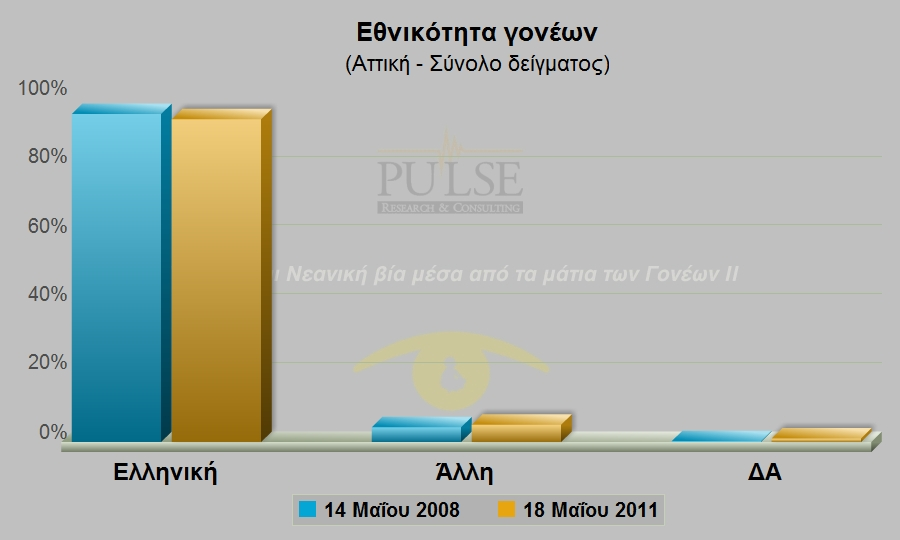 Εθνικότητα γονέων
(Αττική - Σύνολο δείγματος)
100%
80%
60%
40%
20%
0%
PULSE
RESEARCH & CONSULTING
Νεανική βία μέσα από τα μάτια των Γονέων ΙΙ
Ελληνική
Άλλη
ΔΑ
14 Μαΐου 2008
18 Μαΐου 2011